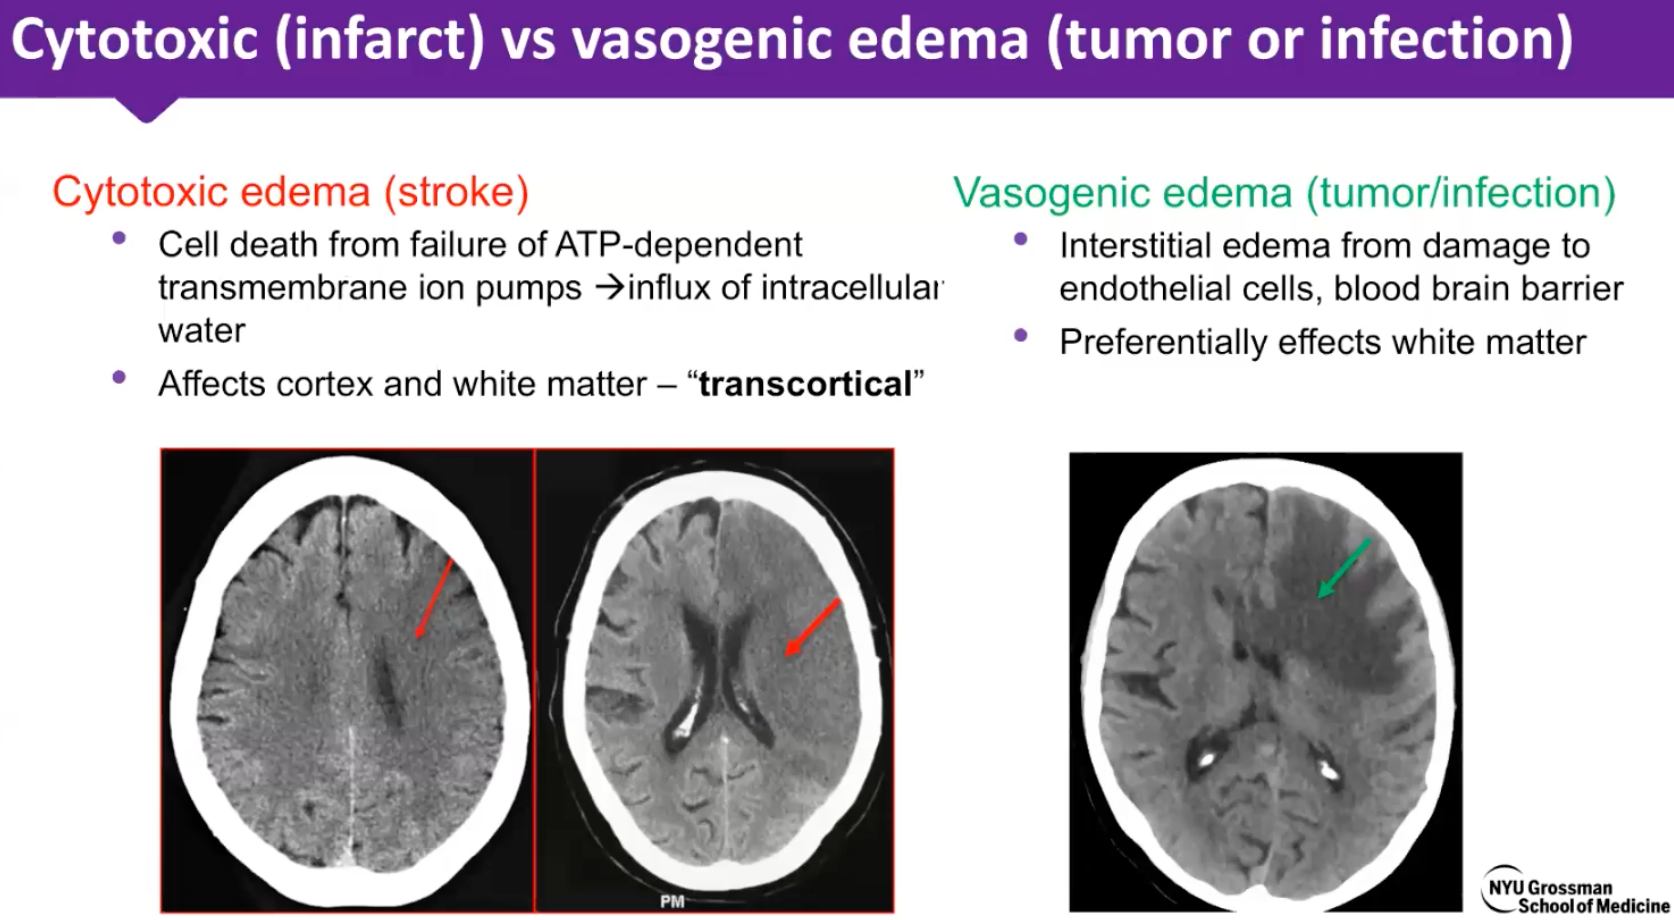 Cytotoxic (infarct) vs vasogenic edema (tumor or infection)
Cytotoxic edema (stroke)
• Cell death from failure of ATP-dependent
transmembrane ion pumps →influx of intracellular
water
• Affects cortex and white matter – “transcortical”
Vasogenic edema (tumor/infection)
• Interstitial edema from damage to
endothelial cells, blood brain barrier
• Preferentially effects white matter
PM
NYU Grossman
School of Medicine